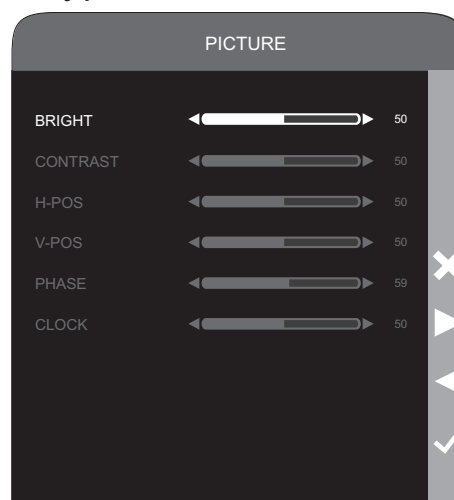 PICTURE
BRIGHT 50
CONTRAST 50
H-POS 50
V-POS 50
PHASE 59
CLOCK 50